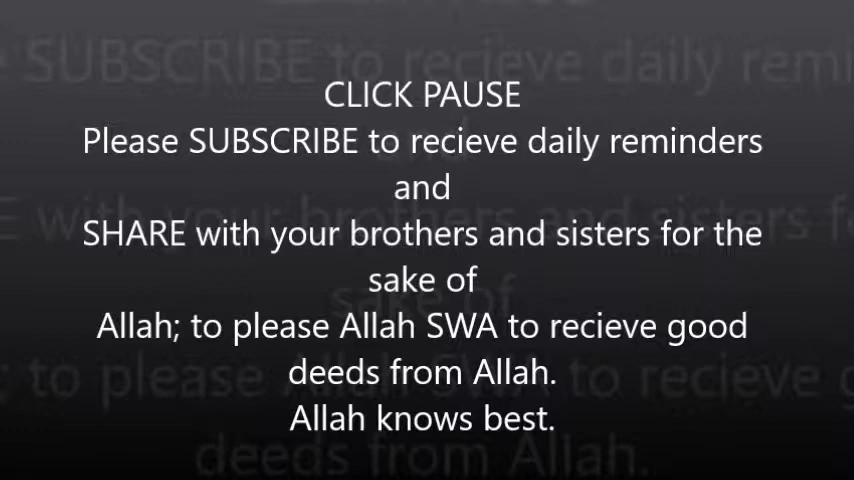 CLICK PAUSE
Please SUBSCRIBE to recieve daily reminders
and
SHARE with your brothers and sisters for the
sake of
Allah; to please Allah SWA to recieve good
deeds from Allah.
Allah knows best.